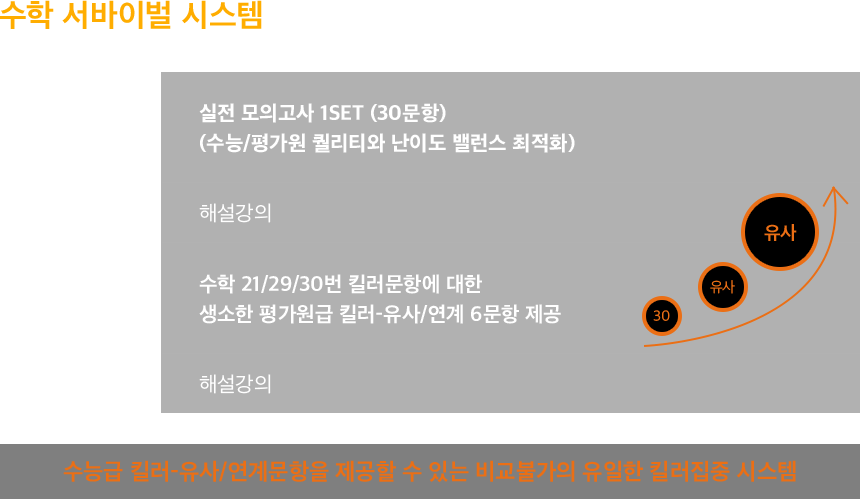 수학 서바이벌 시스템
실전 모의고사 1SET (30문항)
(수능/평가원 퀄리티와 난이도 밸런스 최적화)
해설강의
수학 21/29/30번 킬러문항에 대한
생소한 평가원급 킬러-유사/연계 6문항 제공
해설강의
유사
유사
30
수능급 킬러-유사/연계문항을 제공할 수 있는 비교불가의 유일한 킬러집중 시스템